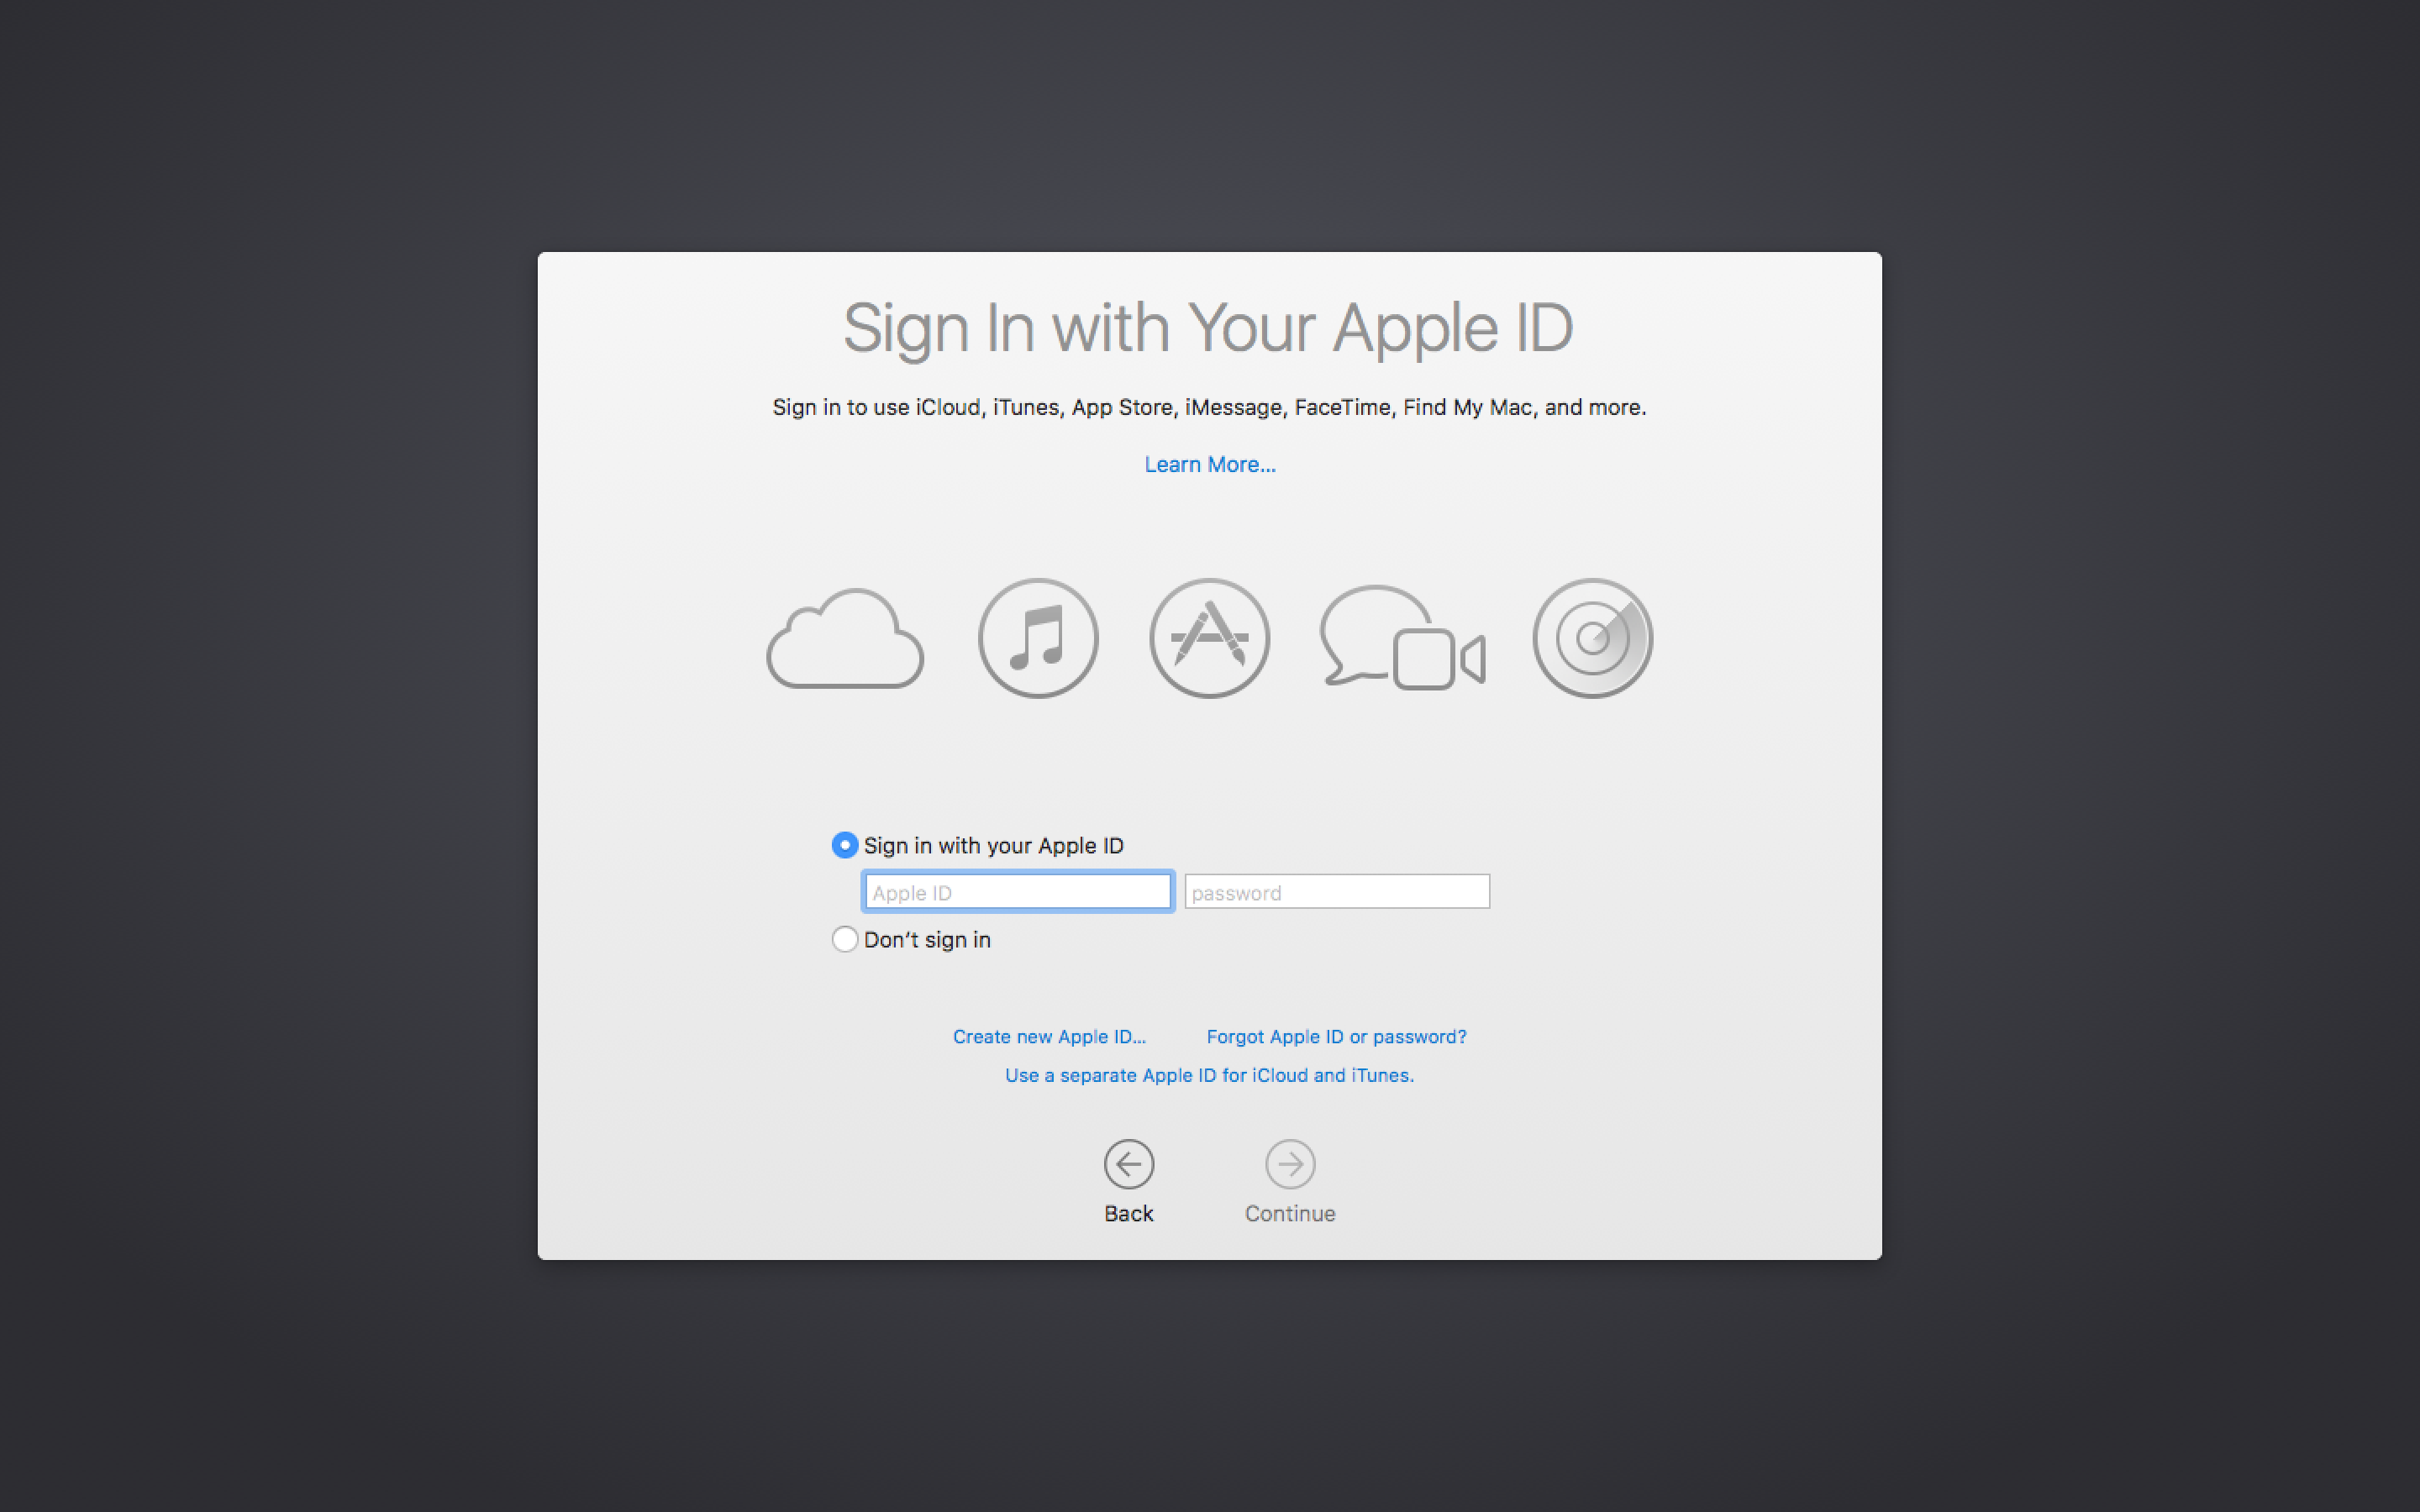 Sign In with Your Apple ID
Sign in to use iCloud, iTunes, App Store, iMessage, FaceTime, Find My Mac, and more.
Learn More...
Sign in with your Apple ID
Apple ID password
Don’t sign in
Create new Apple ID... Forgot Apple ID or password?
Use a separate Apple ID for iCloud and iTunes.
Back Continue